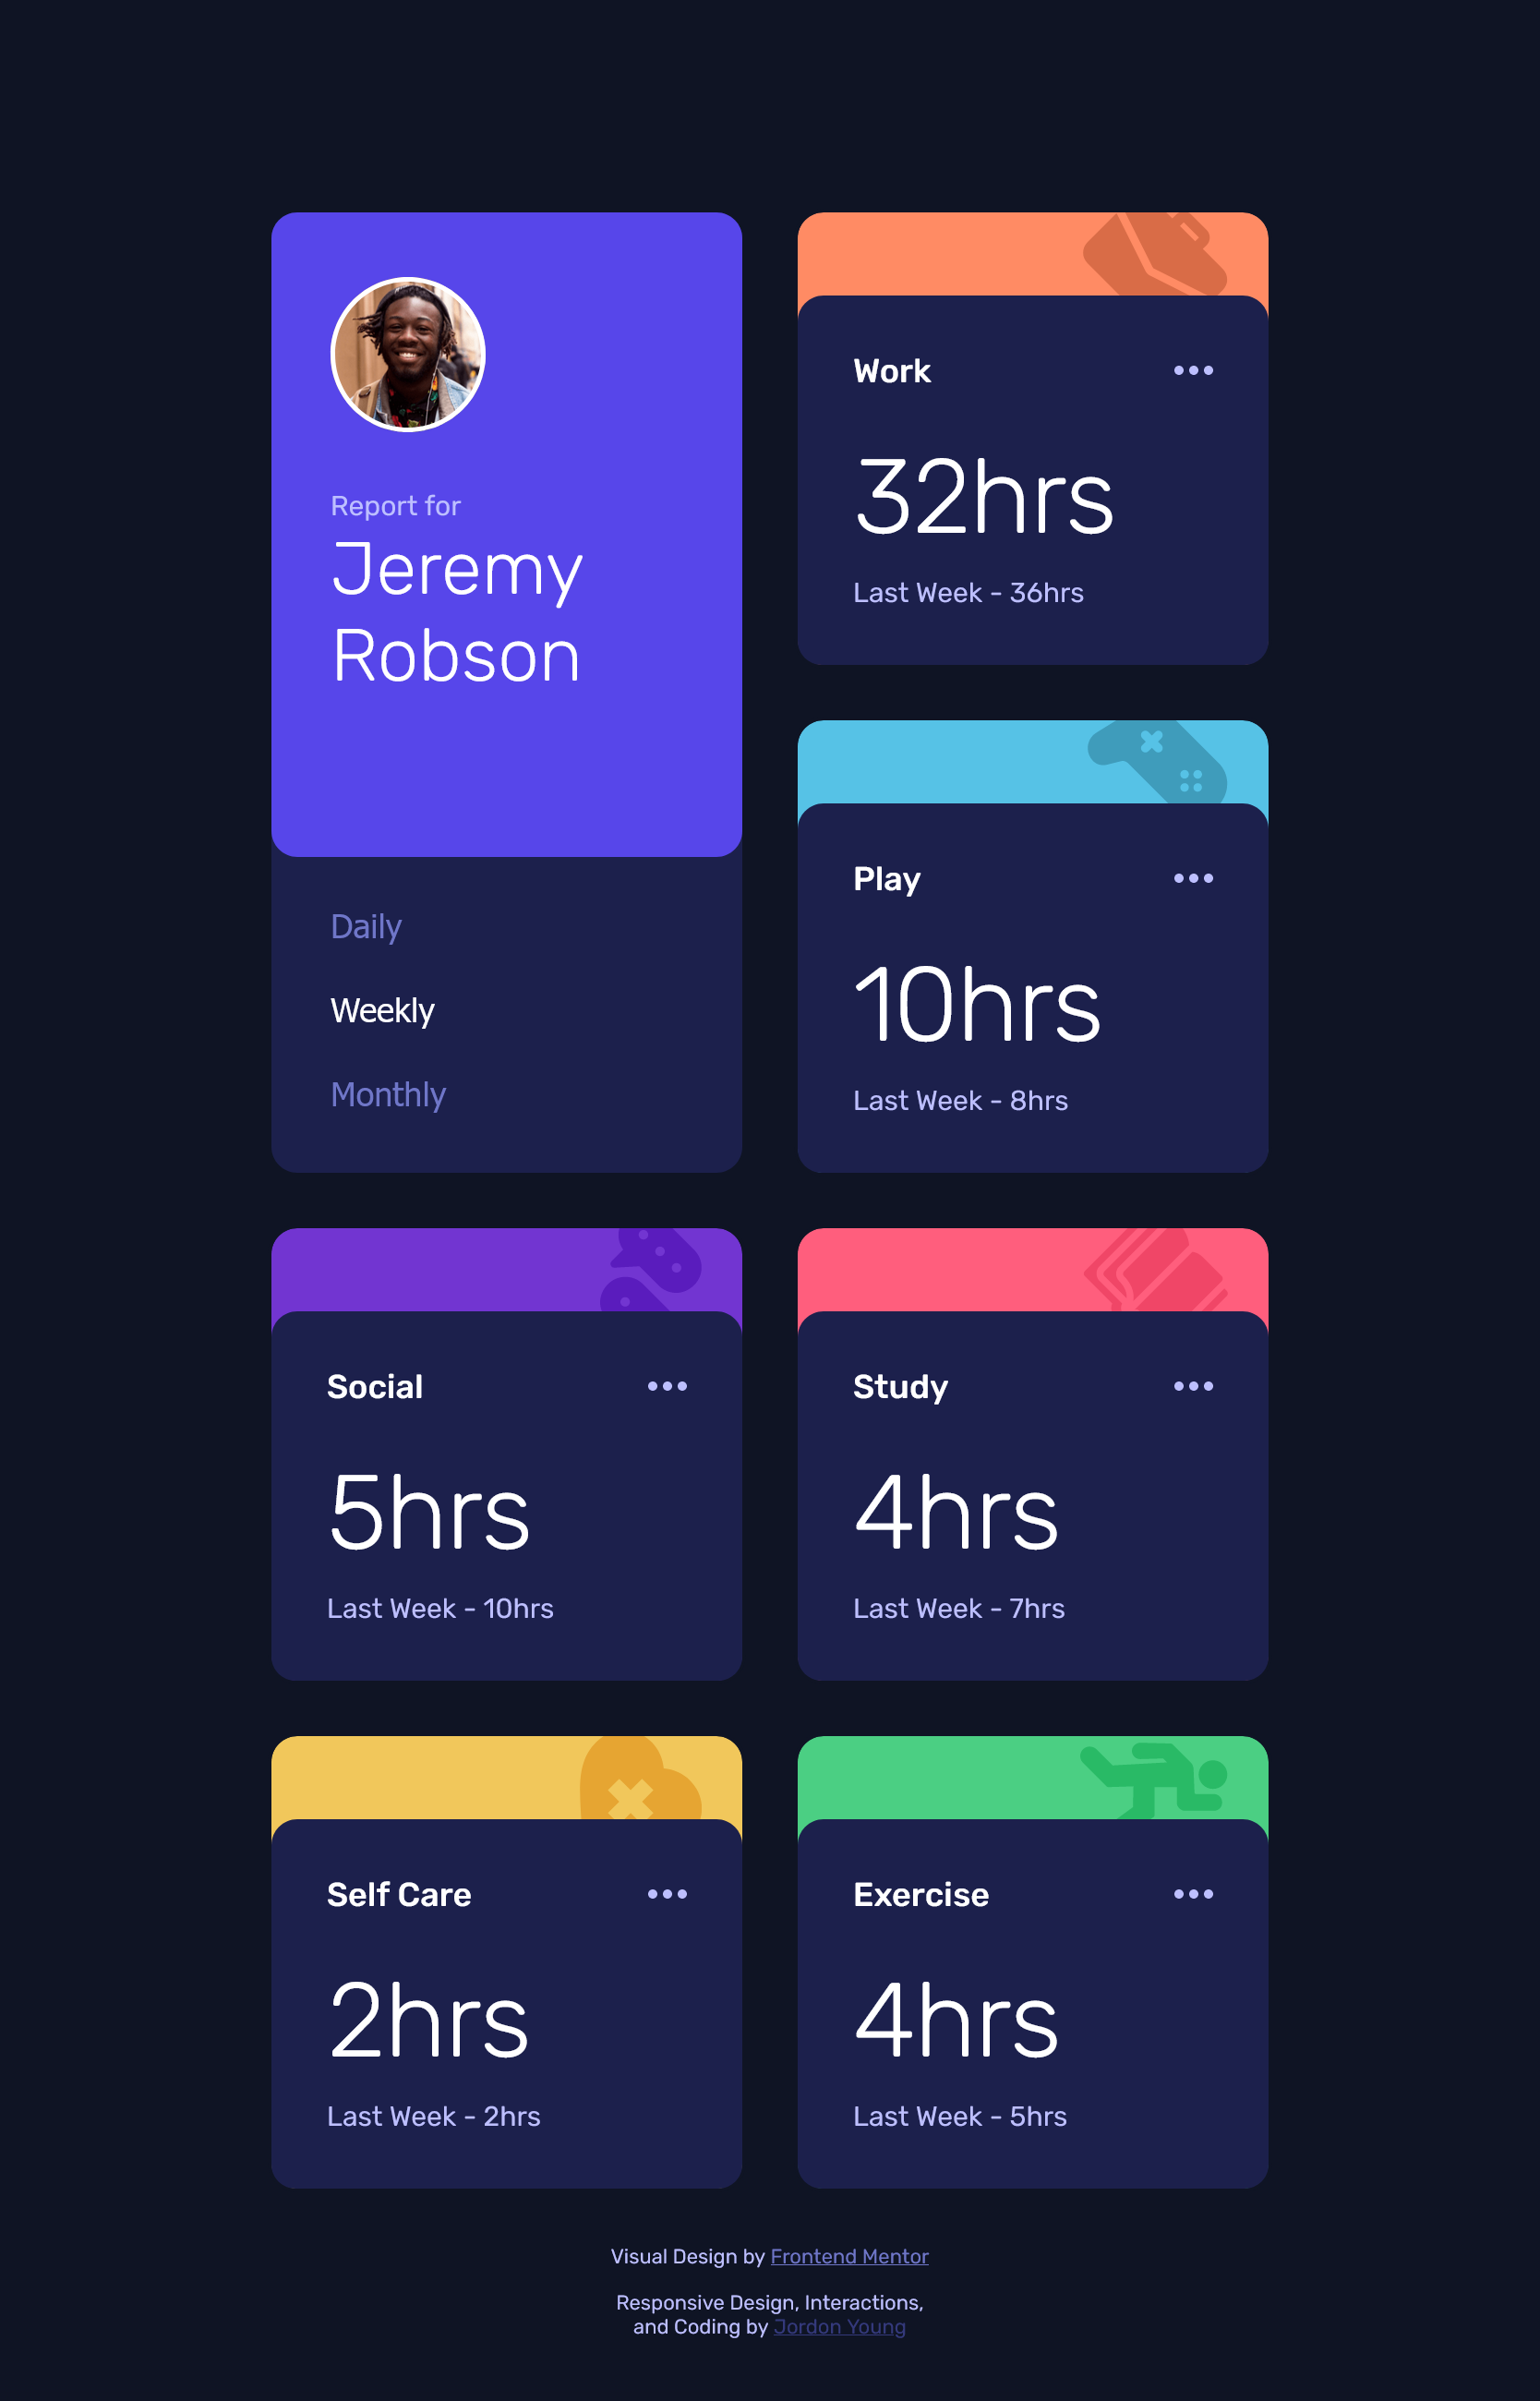 Report for
Jeremy
Robson
Daily
Weekly
Monthly
Work
32hrs
Last Week - 36hrs
Play
10hrs
Last Week - 8hrs
Social
5hrs
Last Week - 10hrs
Study
4hrs
Last Week - 7hrs
Self Care
2hrs
Last Week - 2hrs
Exercise
4hrs
Last Week - 5hrs
Visual Design by Frontend Mentor
Responsive Design, Interactions,
and Coding by Jordon Young